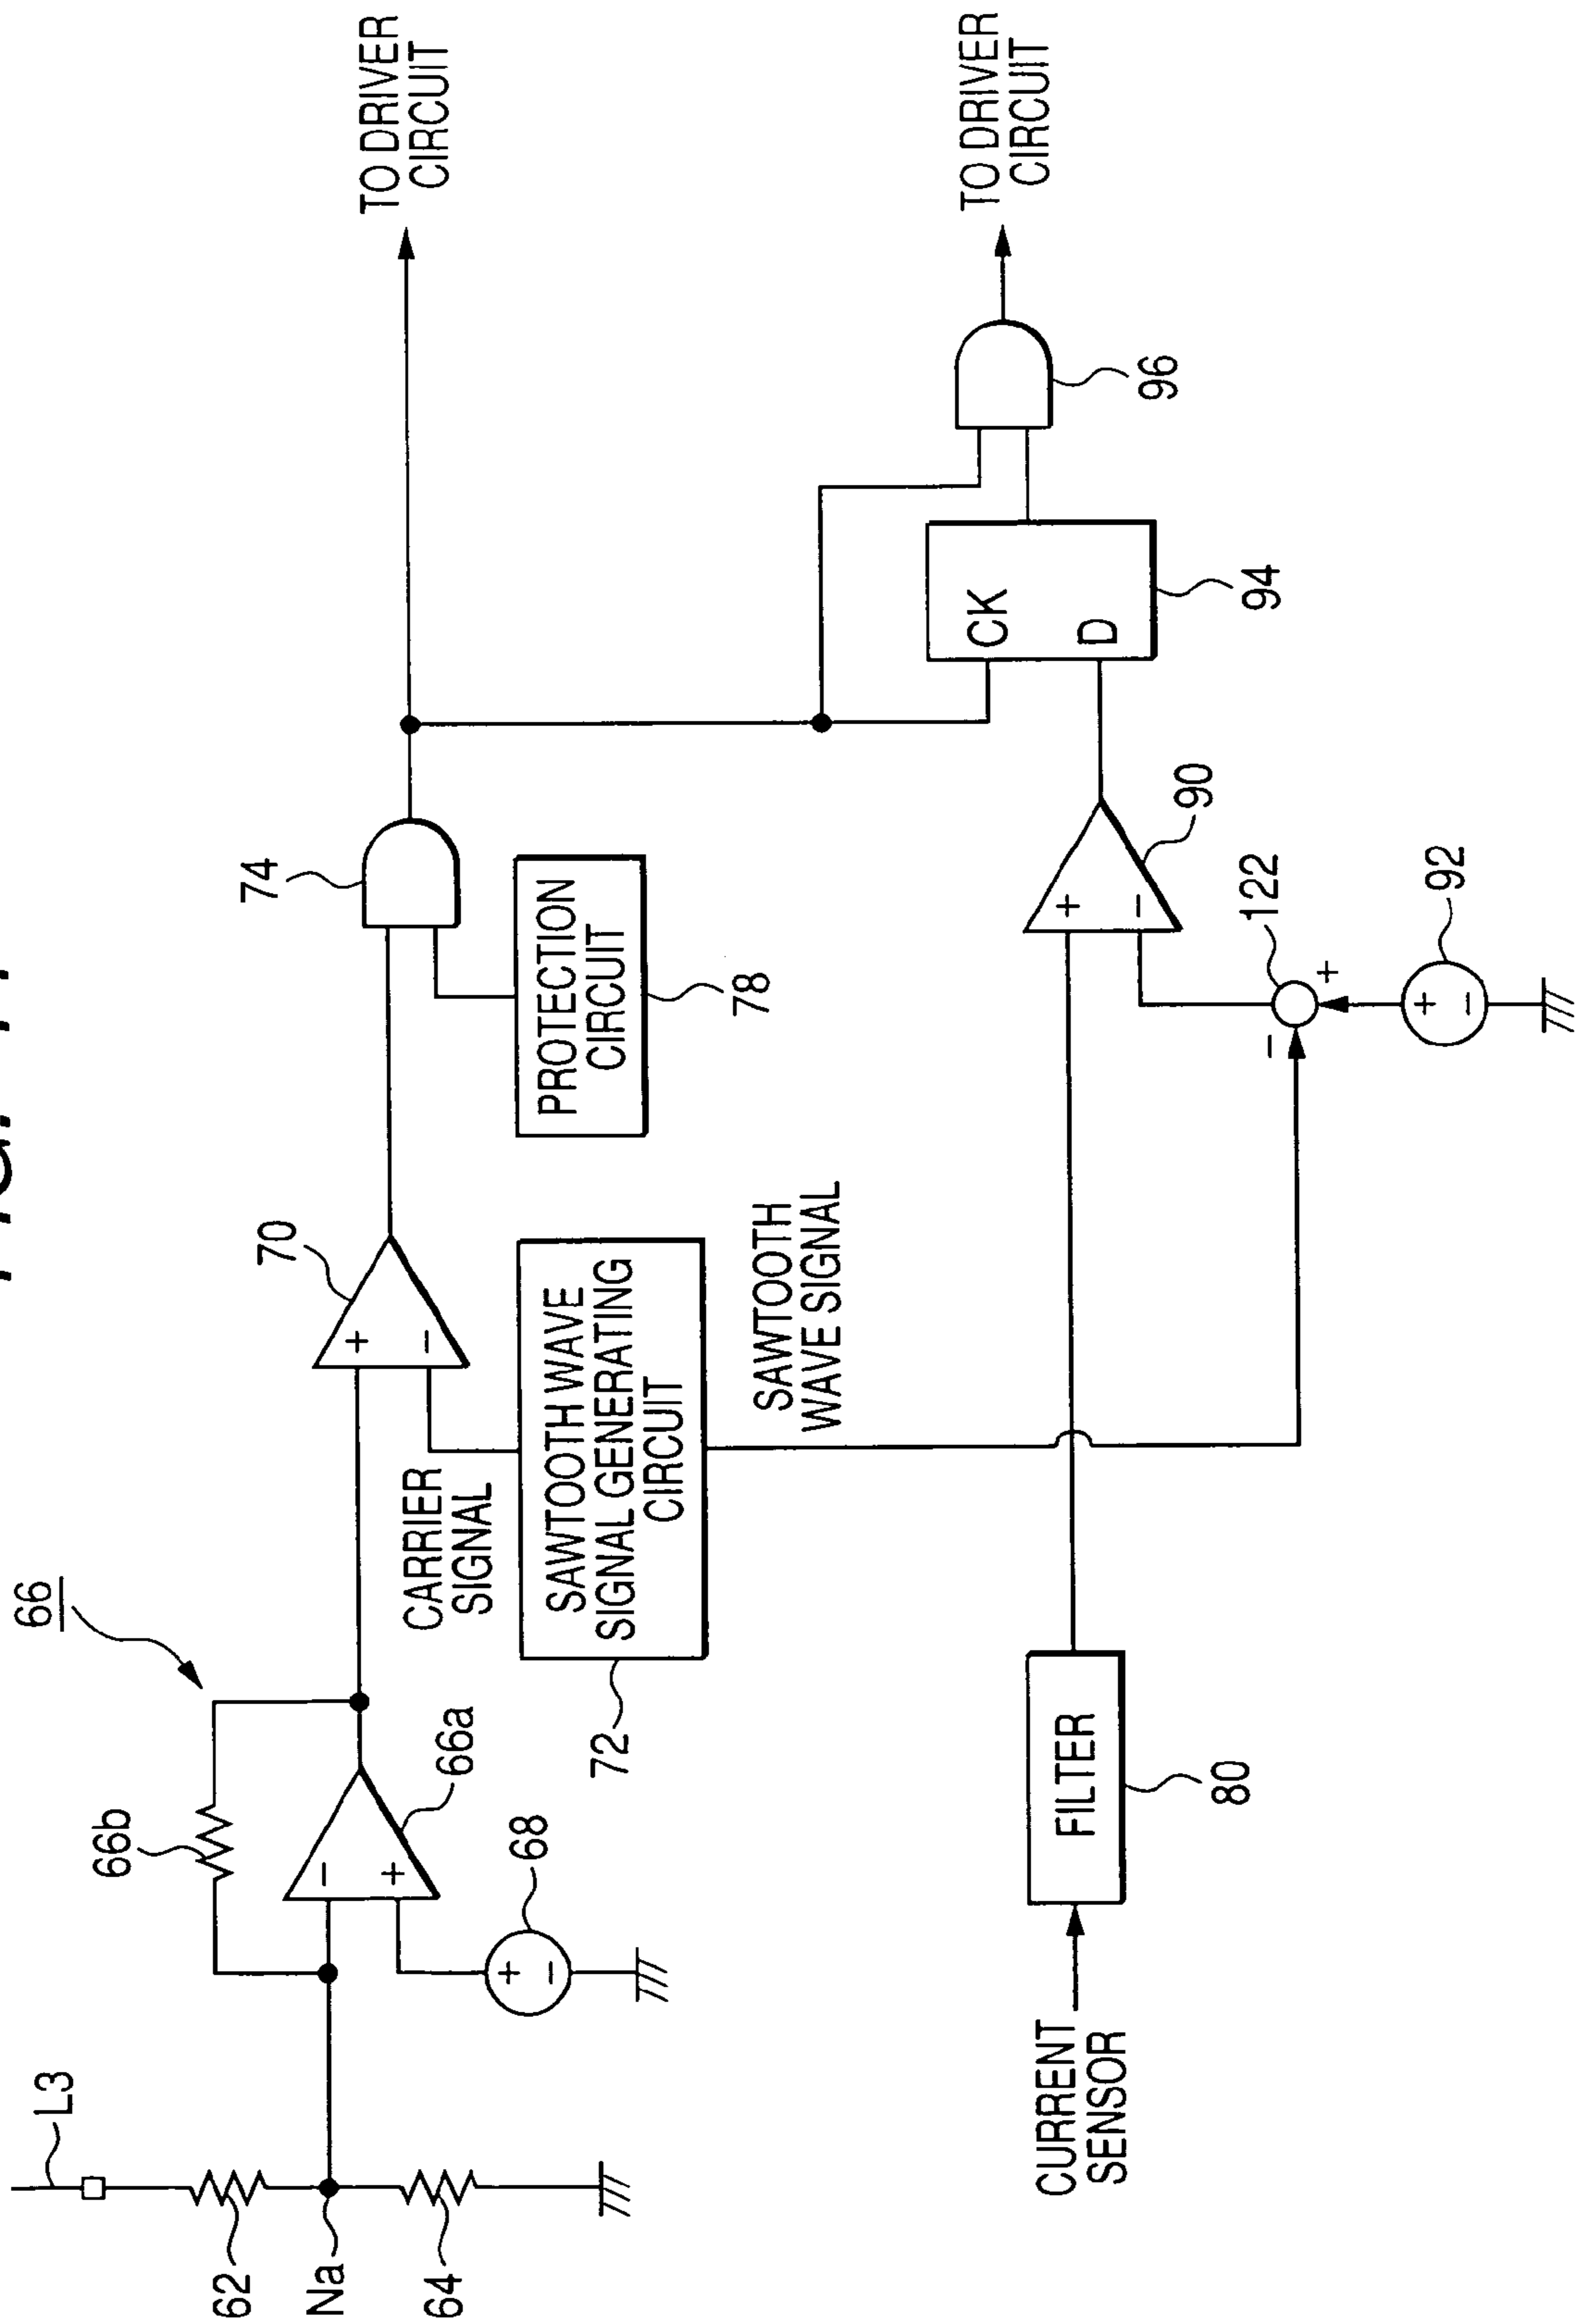 L3
62
Na
64
66
66b
66a
68
CARRIER
SIGNAL
72
SAWTOOTH WAVE
SIGNAL GENERATING
CIRCUIT
70
+
−
−
+
+
−
SAWTOOTH
WAVE SIGNAL
74
PROTECTION
CIRCUIT
78
TO DRIVER
CIRCUIT
CURRENT
SENSOR
FILTER
80
+
−
90
122
−
+
92
+
−
CK
D
94
96
TO DRIVER
CIRCUIT